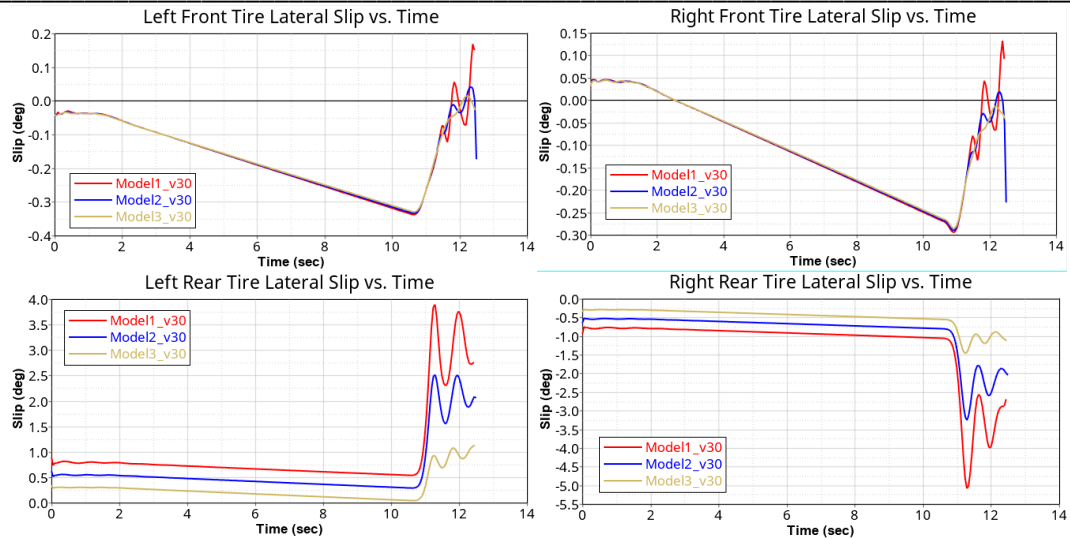 Left Front Tire Lateral Slip vs. Time
0.2
0.1
0.0
-0.1
-0.2
-0.3
-0.4
Slip (deg)
Model1_v30
Model2_v30
Model3_v30
0 2 4 6 8 10 12 14
Time (sec)
Right Front Tire Lateral Slip vs. Time
0.15
0.10
0.05
0.00
-0.05
-0.10
-0.15
-0.20
-0.25
-0.30
Slip (deg)
Model1_v30
Model2_v30
Model3_v30
0 2 4 6 8 10 12 14
Time (sec)
Left Rear Tire Lateral Slip vs. Time
4.0
3.5
3.0
2.5
2.0
1.5
1.0
0.5
0.0
Slip (deg)
Model1_v30
Model2_v30
Model3_v30
0 2 4 6 8 10 12 14
Time (sec)
Right Rear Tire Lateral Slip vs. Time
0.0
-0.5
-1.0
-1.5
-2.0
-2.5
-3.0
-3.5
-4.0
-4.5
-5.0
-5.5
Slip (deg)
Model1_v30
Model2_v30
Model3_v30
0 2 4 6 8 10 12 14
Time (sec)